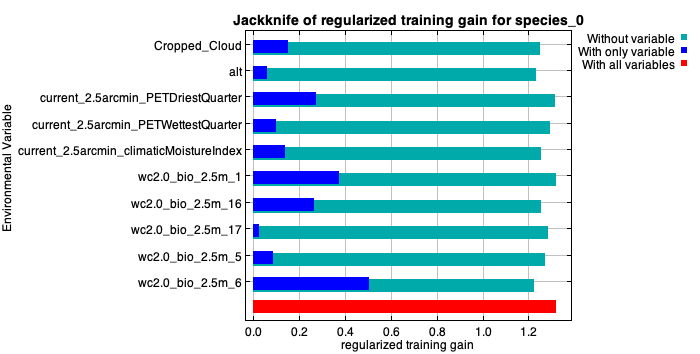 Jackknife of regularized training gain for species_0
Without variable
With only variable
With all variables
Environmental Variable
Cropped_Cloud
alt
current_2.5arcmin_PETDriestQuarter
current_2.5arcmin_PETWettestQuarter
current_2.5arcmin_climaticMoistureIndex
wc2.0_bio_2.5m_1
wc2.0_bio_2.5m_16
wc2.0_bio_2.5m_17
wc2.0_bio_2.5m_5
wc2.0_bio_2.5m_6
0.0 0.2 0.4 0.6 0.8 1.0 1.2
regularized training gain